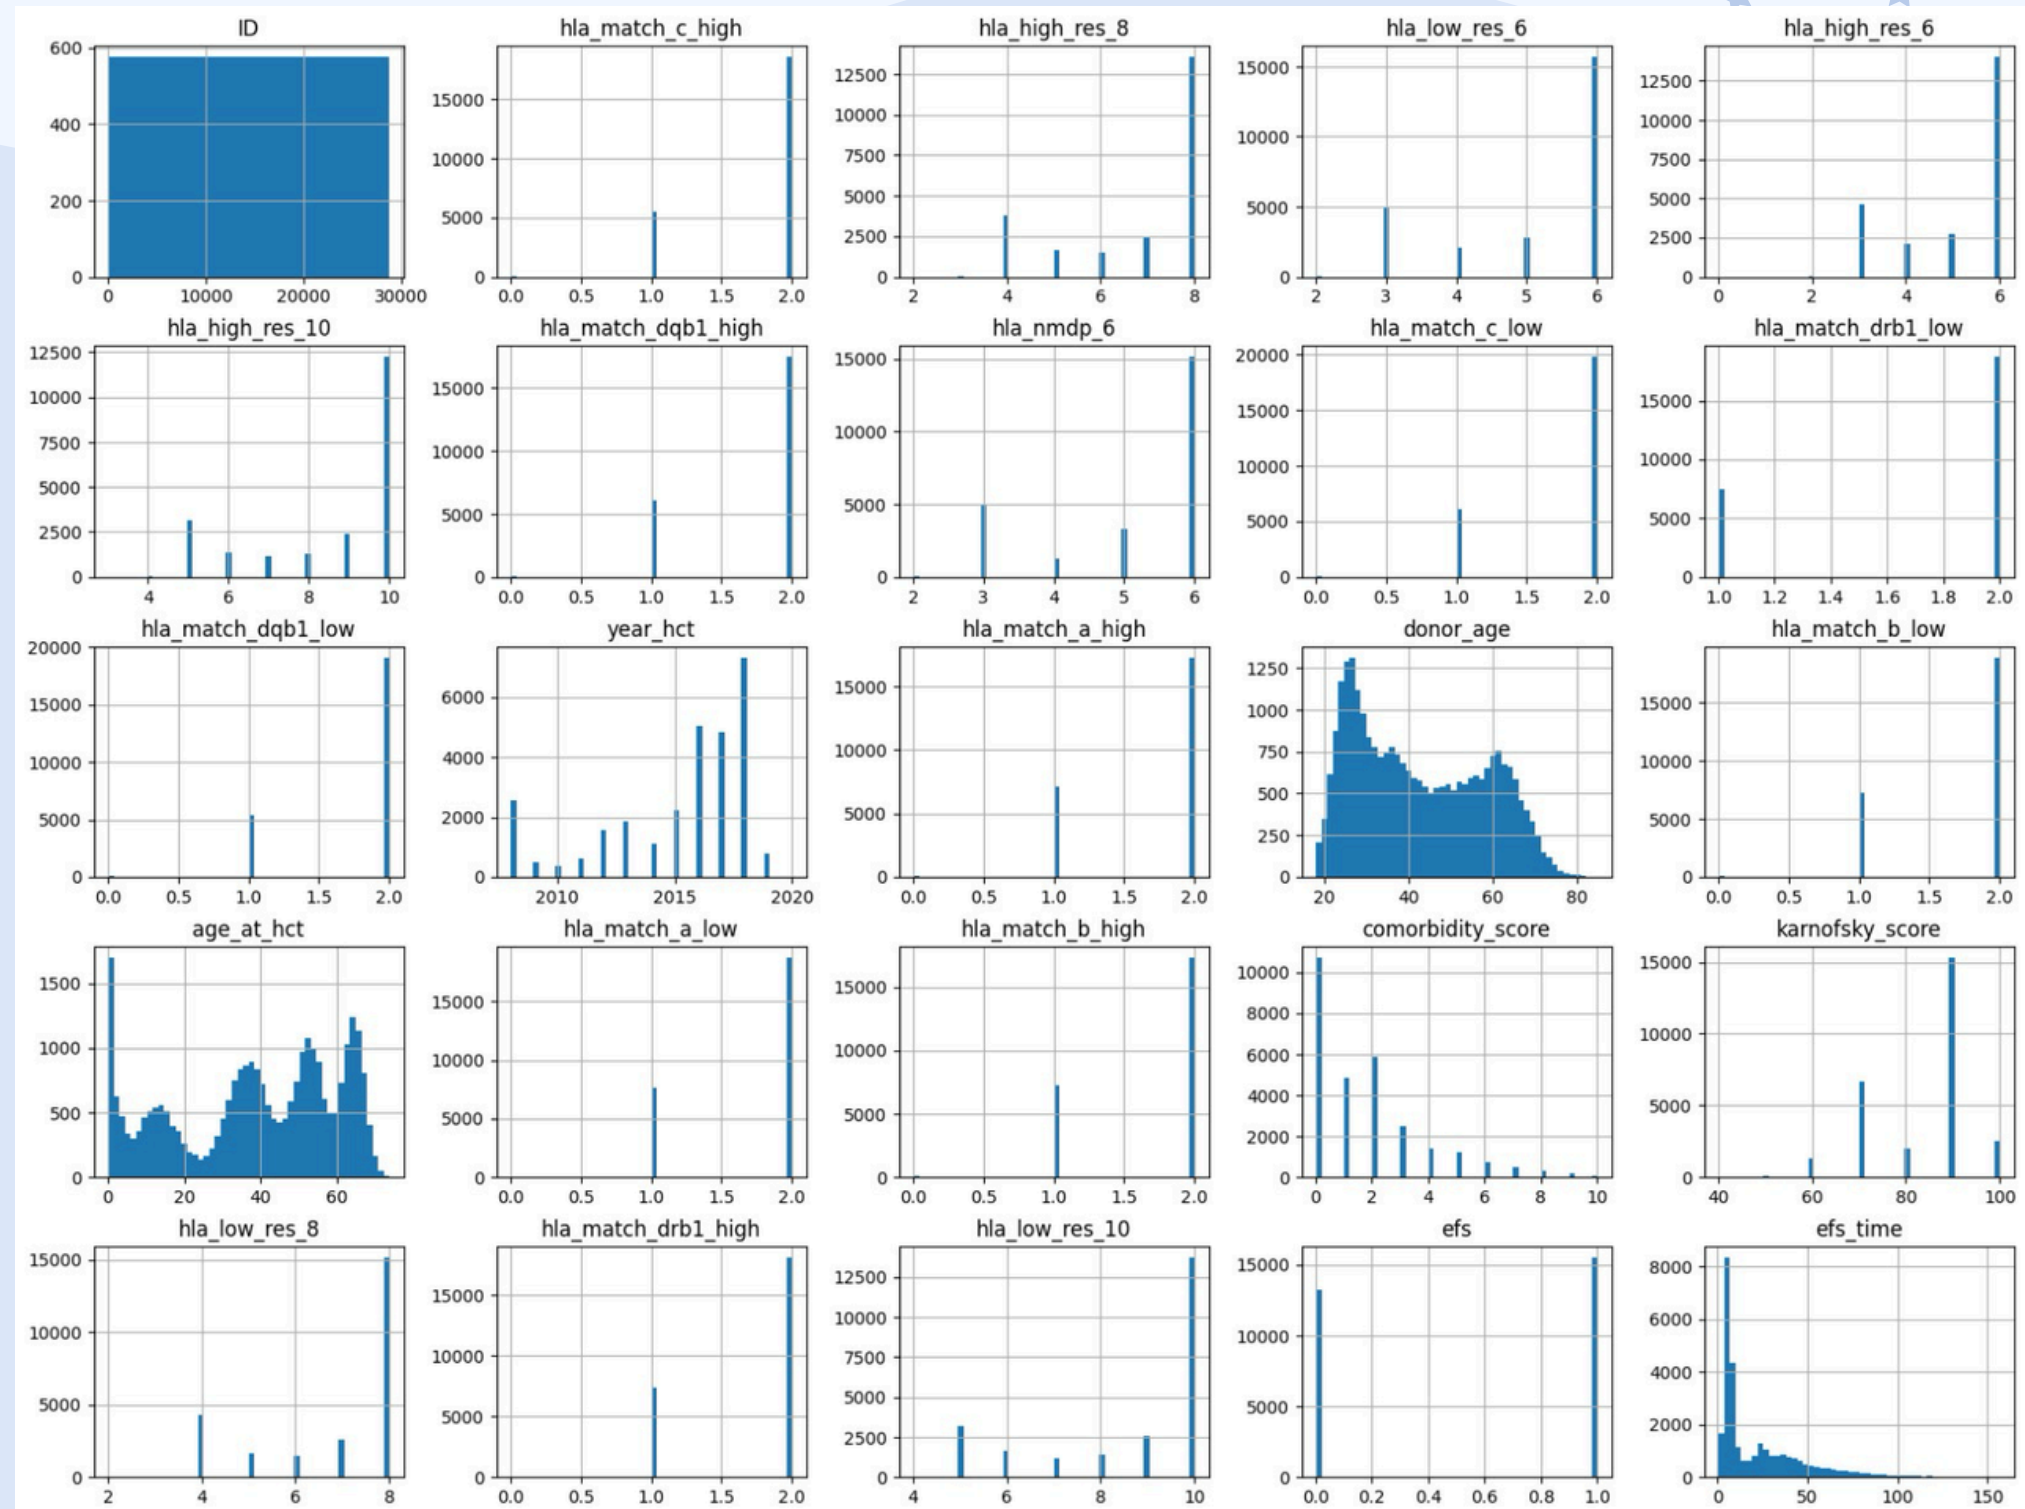 ID hla_match_c_high hla_high_res_8 hla_low_res_6 hla_high_res_6
600 15000 12500 15000 12500
400 10000 10000 10000 10000
7500 7500
200 5000 5000 5000 5000
2500 2500
0 0 0 0 0
0 10000 20000 30000 0.0 0.5 1.0 1.5 2.0 2 4 6 8 2 3 4 5 6 0 2 4 6
hla_high_res_10 hla_match_dqb1_high hla_nmdp_6 hla_match_c_low hla_match_drb1_low
12500 15000 15000 20000 15000
10000 10000 10000 15000 10000
7500 10000
5000 5000 5000 5000 5000
2500
0 0 0 0 0
4 6 8 10 0.0 0.5 1.0 1.5 2.0 2 3 4 5 6 0.0 0.5 1.0 1.5 2.0 1.0 1.2 1.4 1.6 1.8 2.0
hla_match_dqb1_low year_hct hla_match_a_high donor_age hla_match_b_low
20000 6000 15000 1250 15000
15000 4000 10000 1000 10000
10000 750
5000 2000 5000 500 5000
250
0 0 0 0 0
0.0 0.5 1.0 1.5 2.0 2010 2015 2020 0.0 0.5 1.0 1.5 2.0 20 40 60 80 0.0 0.5 1.0 1.5 2.0
age_at_hct hla_match_a_low hla_match_b_high comorbidity_score karnofsky_score
1500 15000 15000 10000 15000
1000 10000 10000 8000 10000
6000
500 5000 5000 4000 5000
2000
0 0 0 0 0
0 20 40 60 0.0 0.5 1.0 1.5 2.0 0.0 0.5 1.0 1.5 2.0 0 2 4 6 8 10 40 60 80 100
hla_low_res_8 hla_match_drb1_high hla_low_res_10 efs efs_time
15000 15000 12500 15000 8000
10000 10000 10000 10000 6000
7500 4000
5000 5000 5000 5000 2000
2500
0 0 0 0 0
2 4 6 8 0.0 0.5 1.0 1.5 2.0 4 6 8 10 0.0 0.2 0.4 0.6 0.8 1.0 0 50 100 150